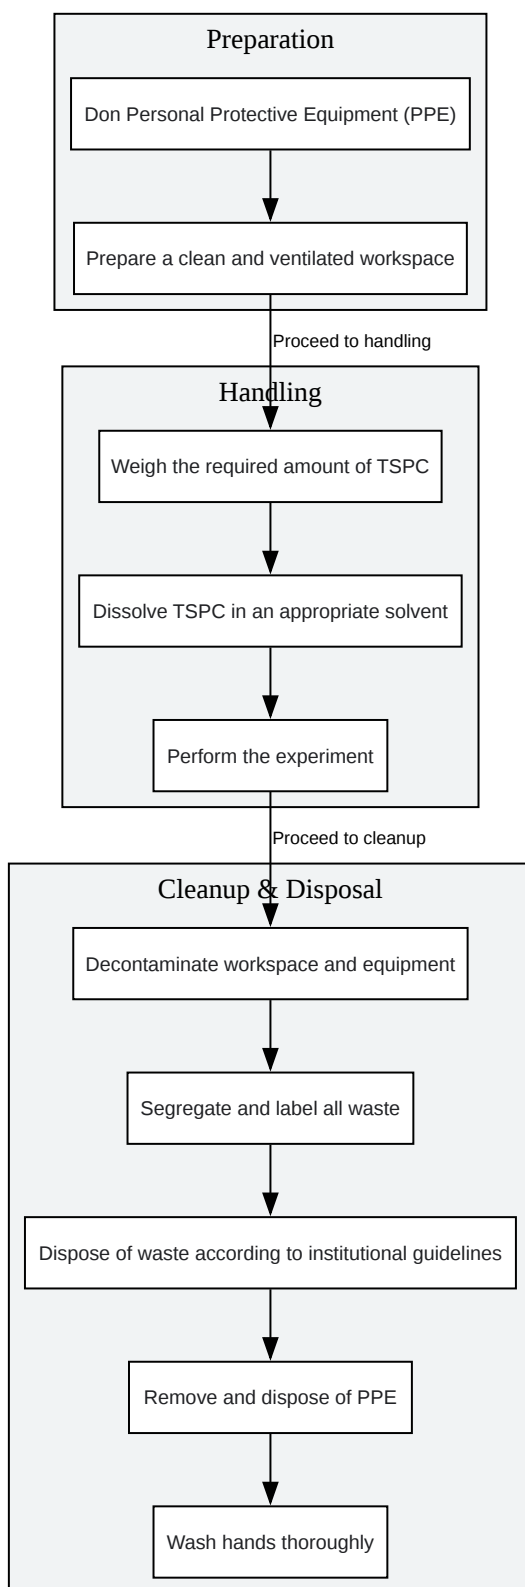 Preparation
Don Personal Protective Equipment (PPE)
Prepare a clean and ventilated workspace
Proceed to handling
Handling
Weigh the required amount of TSPC
Dissolve TSPC in an appropriate solvent
Perform the experiment
Proceed to cleanup
Cleanup & Disposal
Decontaminate workspace and equipment
Segregate and label all waste
Dispose of waste according to institutional guidelines
Remove and dispose of PPE
Wash hands thoroughly